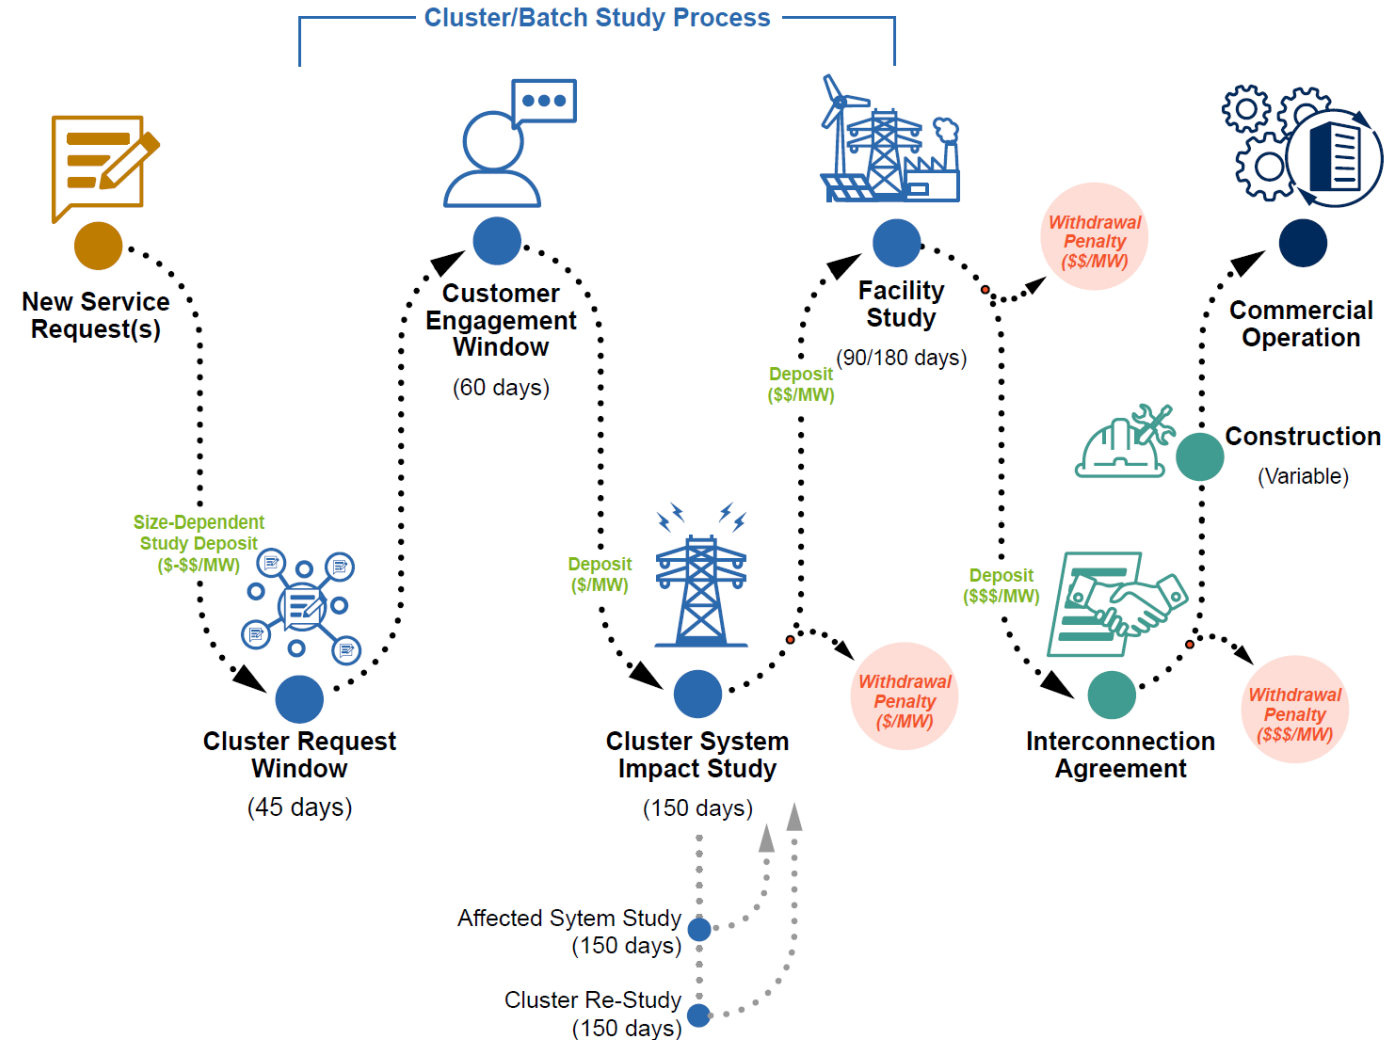 Cluster/Batch Study Process
New Service
Request(s)
Size-Dependent
Study Deposit
($-$$/MW)
Cluster Request
Window
(45 days)
Customer
Engagement
Window
(60 days)
Deposit
($/MW)
Cluster System
Impact Study
(150 days)
Affected Sytem Study
(150 days)
Cluster Re-Study
(150 days)
Withdrawal
Penalty
($/MW)
Deposit
($$/MW)
Facility
Study
(90/180 days)
Withdrawal
Penalty
($$/MW)
Deposit
($$$/MW)
Interconnection
Agreement
Withdrawal
Penalty
($$$/MW)
Construction
(Variable)
Commercial
Operation